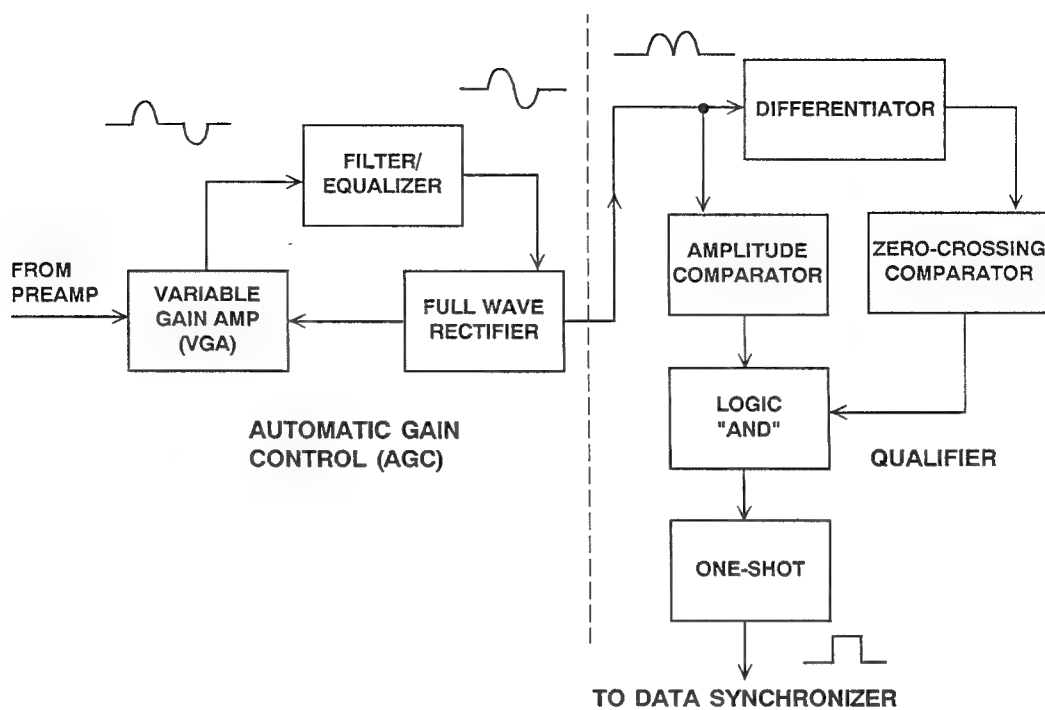 FROM
PREAMP
VARIABLE
GAIN AMP
(VGA)
FILTER/
EQUALIZER
FULL WAVE
RECTIFIER
AUTOMATIC GAIN
CONTROL (AGC)
DIFFERENTIATOR
AMPLITUDE
COMPARATOR
ZERO-CROSSING
COMPARATOR
LOGIC
"AND"
QUALIFIER
ONE-SHOT
TO DATA SYNCHRONIZER